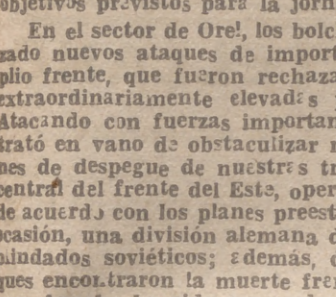 objetivos previstos para la jorn
En el sector de Orel, los bolc
zado nuevos ataques de import
plio frente, que fueron rechaza
extraordinariamente elevadas
Atacando con fuerzas importan
trató en vano de obstaculizar
nes de despegue de nuestras tr
central del frente del Este, oper
de acuerdo con los planes preest
ocasión, una división alemana d
blindados soviéticos; además,
ques encontraron la muerte fre